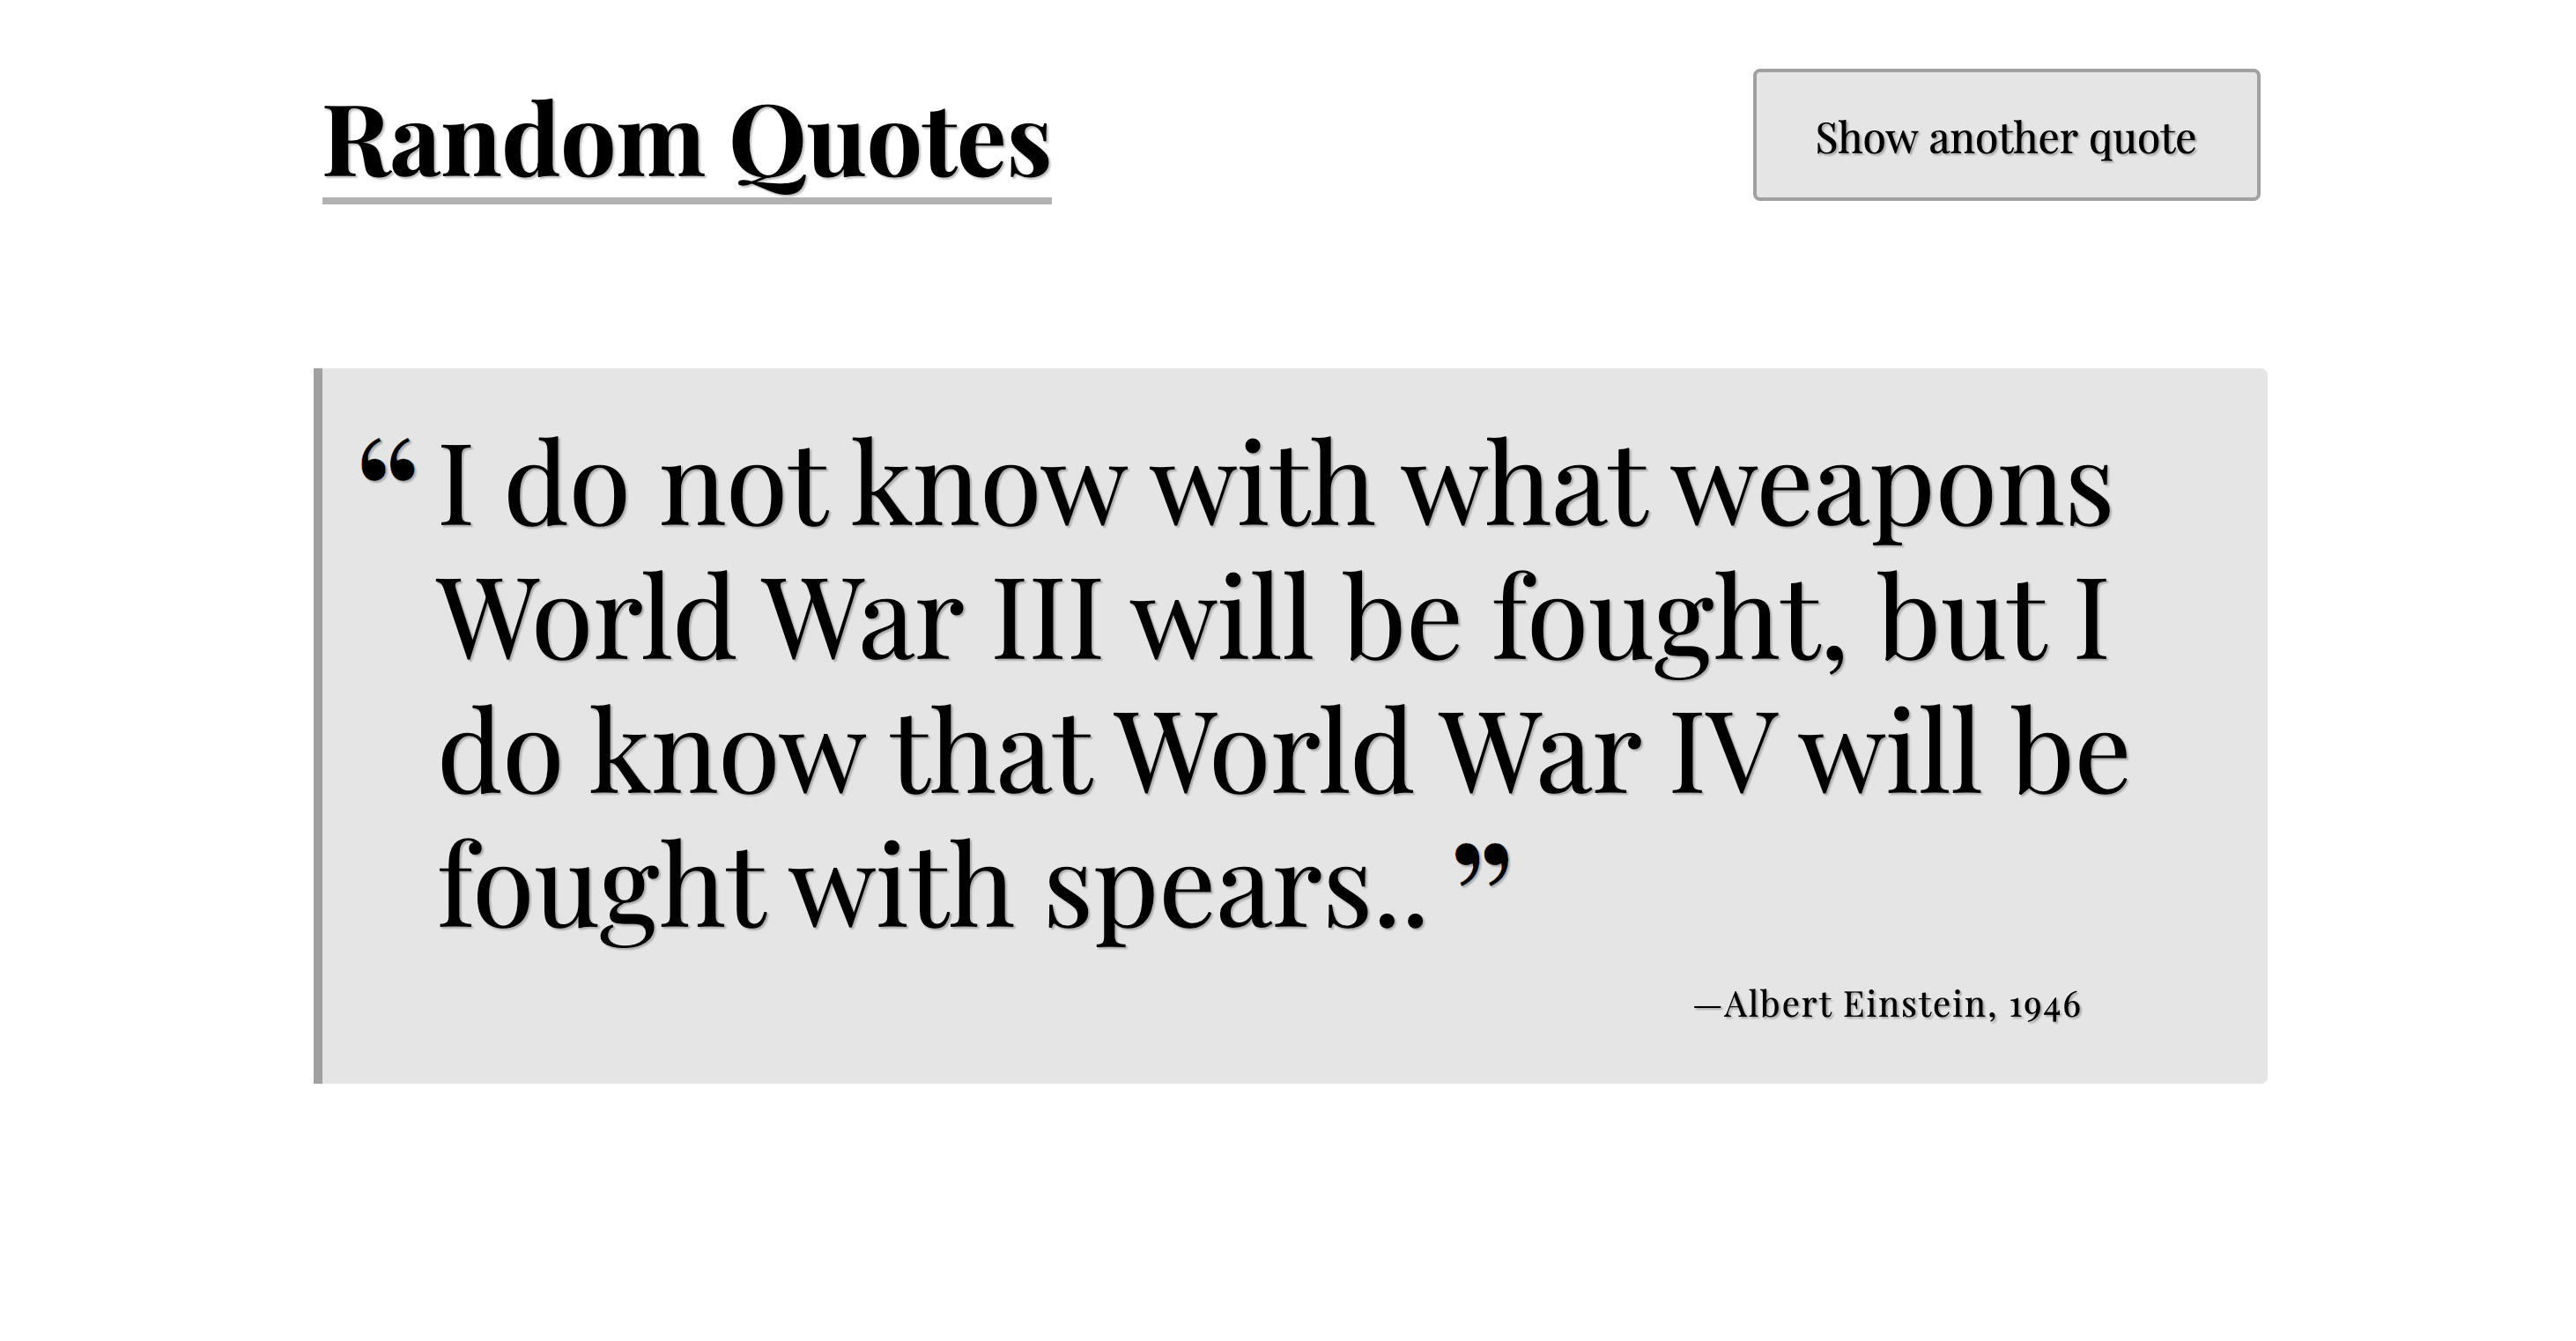 Random Quotes
Show another quote
“ I do not know with what weapons
World War III will be fought, but I
do know that World War IV will be
fought with spears.. ”
—Albert Einstein, 1946